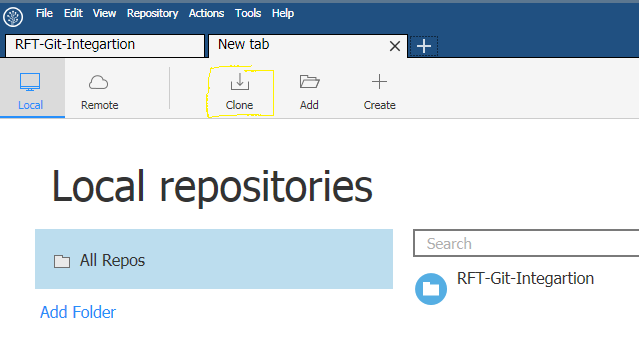 File Edit View Repository Actions Tools Help
RFT-Git-Integartion New tab
Local Remote Clone Add Create
Local repositories
All Repos
Search
RFT-Git-Integartion
Add Folder